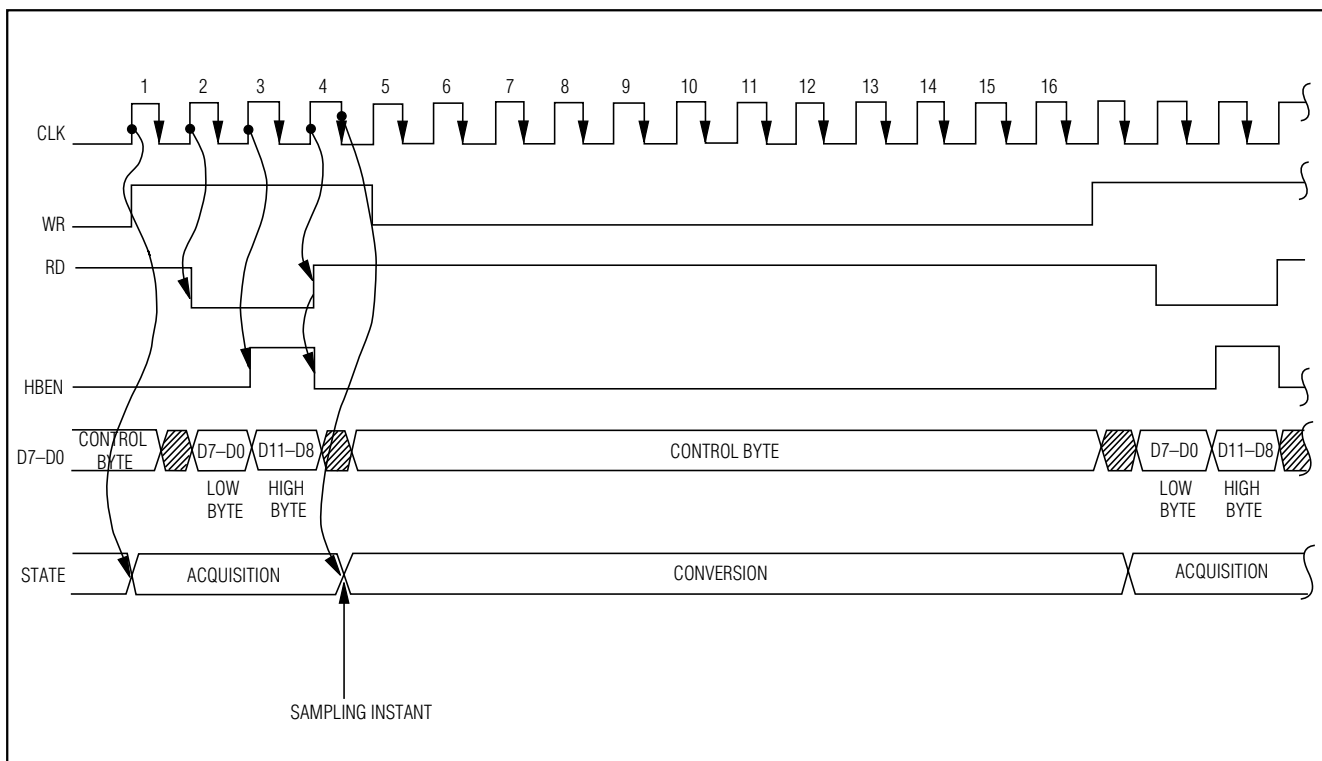 1 2 3 4 5 6 7 8 9 10 11 12 13 14 15 16
CLK
WR
RD
HBEN
D7–D0
CONTROL
BYTE
D7–D0
D11–D8
CONTROL BYTE
D7–D0
D11–D8
LOW
BYTE
HIGH
BYTE
LOW
BYTE
HIGH
BYTE
STATE
ACQUISITION
CONVERSION
ACQUISITION
SAMPLING INSTANT